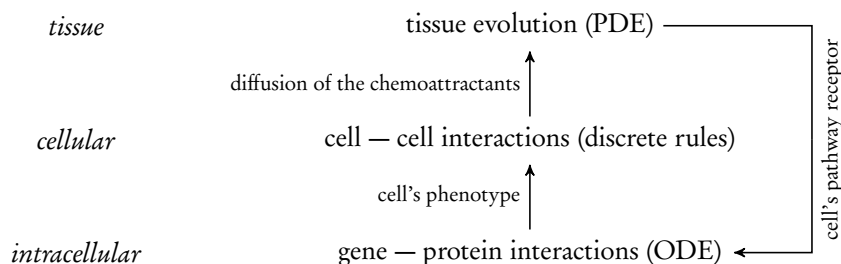 tissue
tissue evolution (PDE)
diffusion of the chemoattractants
cellular
cell — cell interactions (discrete rules)
cell's phenotype
cell's pathway receptor
intracellular
gene — protein interactions (ODE)